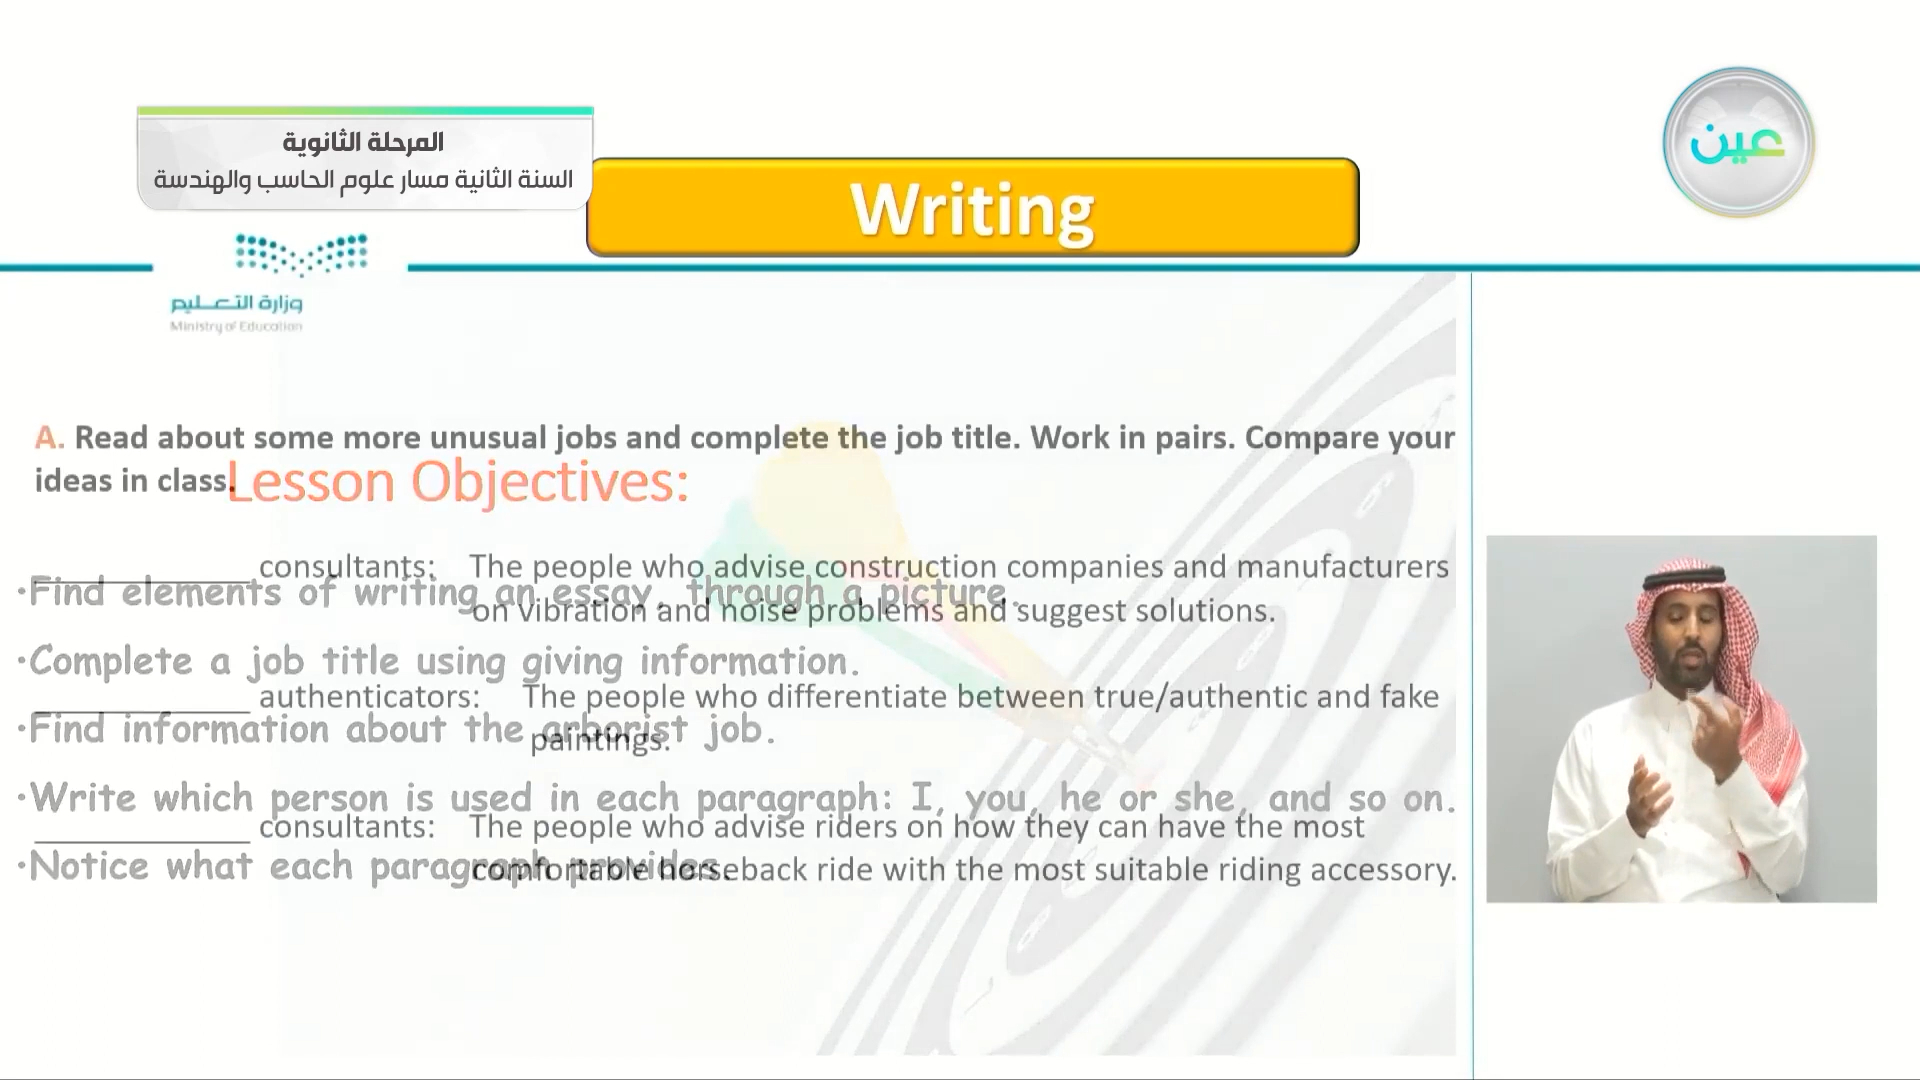 المرحلة الثانوية
السنة الثانية مسار علوم الحاسب والهندسة
عين
Writing
وزارة التعليم
Ministry of Education
A. Read about some more unusual jobs and complete the job title. Work in pairs. Compare your
ideas in class.
Lesson Objectives:
____________ consultants: The people who advise construction companies and manufacturers
on vibration and noise problems and suggest solutions.
____________ authenticators: The people who differentiate between true/authentic and fake
paintings.
____________ consultants: The people who advise riders on how they can have the most
comfortable horseback ride with the most suitable riding accessory.
•Find elements of writing an essay, through a picture.
•Complete a job title using giving information.
•Find information about the arborist job.
•Write which person is used in each paragraph: I, you, he or she, and so on.
•Notice what each paragraph provides.